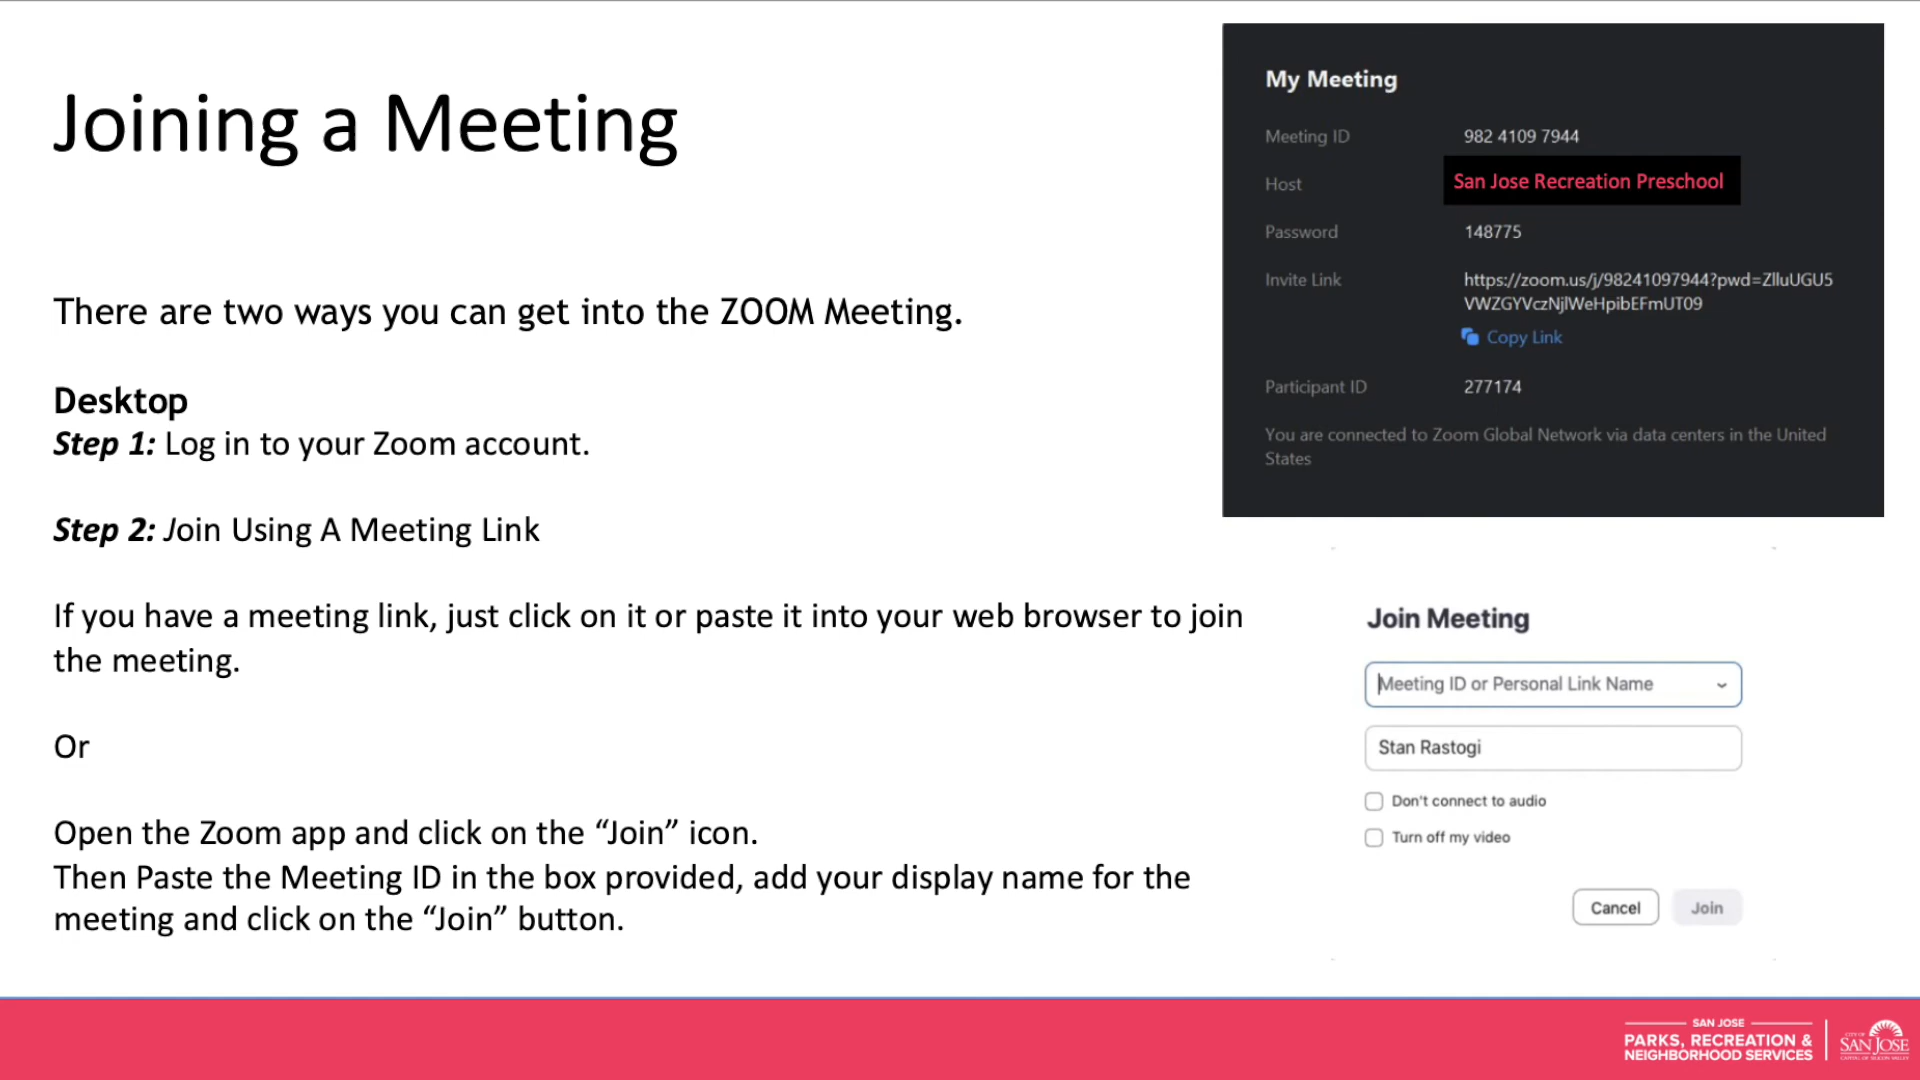 Joining a Meeting
There are two ways you can get into the ZOOM Meeting.
Desktop
Step 1: Log in to your Zoom account.
Step 2: Join Using A Meeting Link
If you have a meeting link, just click on it or paste it into your web browser to join
the meeting.
Or
Open the Zoom app and click on the “Join” icon.
Then Paste the Meeting ID in the box provided, add your display name for the
meeting and click on the “Join” button.
My Meeting
Meeting ID 982 4109 7944
Host San Jose Recreation Preschool
Password 148775
Invite Link https://zoom.us/j/98241097944?pwd=ZlluUGU5
VWZGYVczNjlWeHpibEFmUT09
Copy Link
Participant ID 277174
You are connected to Zoom Global Network via data centers in the United
States
Join Meeting
Meeting ID or Personal Link Name
Stan Rastogi
Don't connect to audio
Turn off my video
Cancel Join
SAN JOSE
PARKS, RECREATION &
NEIGHBORHOOD SERVICES
CITY OF
SAN JOSE
CAPITAL OF SILICON VALLEY